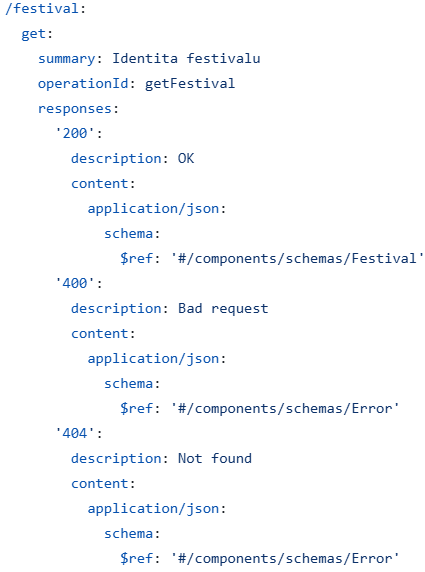 /festival:
  get:
    summary: Identita festivalu
    operationId: getFestival
    responses:
      '200':
        description: OK
        content:
          application/json:
            schema:
              $ref: '#/components/schemas/Festival'
      '400':
        description: Bad request
        content:
          application/json:
            schema:
              $ref: '#/components/schemas/Error'
      '404':
        description: Not found
        content:
          application/json:
            schema:
              $ref: '#/components/schemas/Error'